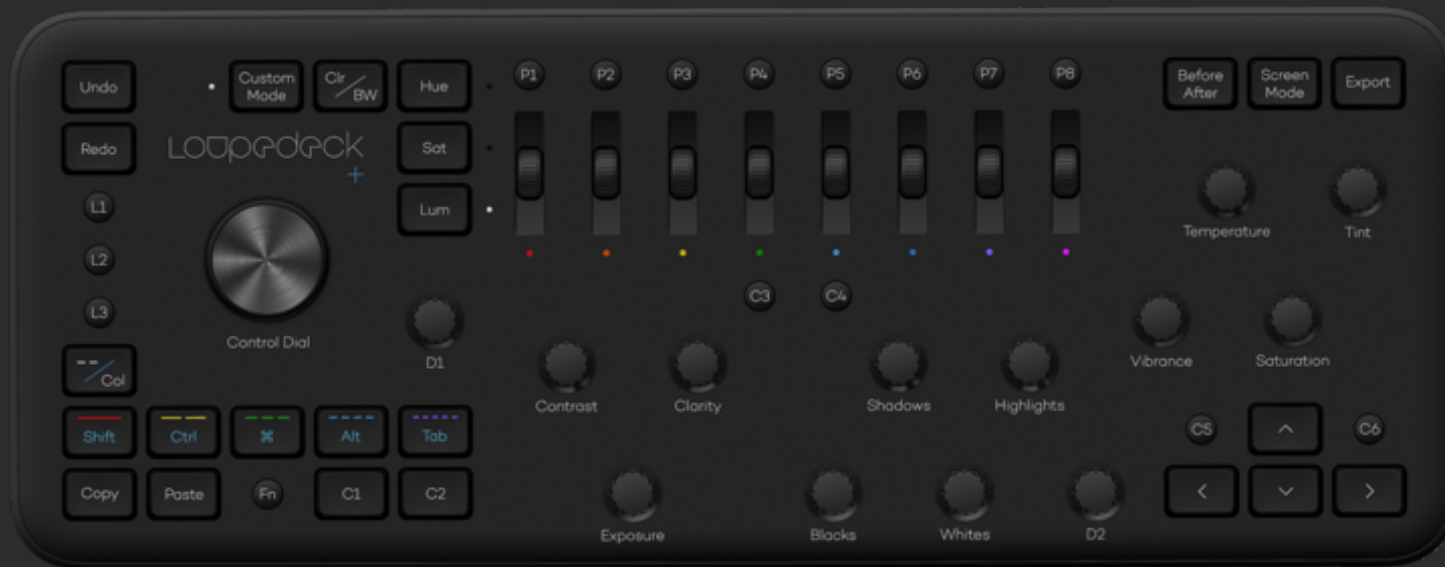 Undo
Custom
Mode
Clr
BW
Hue
P1 P2 P3 P4 P5 P6 P7 P8
Before
After
Screen
Mode
Export
Redo
Loupedeck
+
Sat
Lum
L1
L2
L3
Temperature
Tint
C3 C4
Control Dial
D1
Vibrance
Saturation
-- Col
Contrast
Clarity
Shadows
Highlights
Shift
Ctrl
⌘
Alt
Tab
C5
C6
Copy
Paste
Fn
C1
C2
Exposure
Blacks
Whites
D2